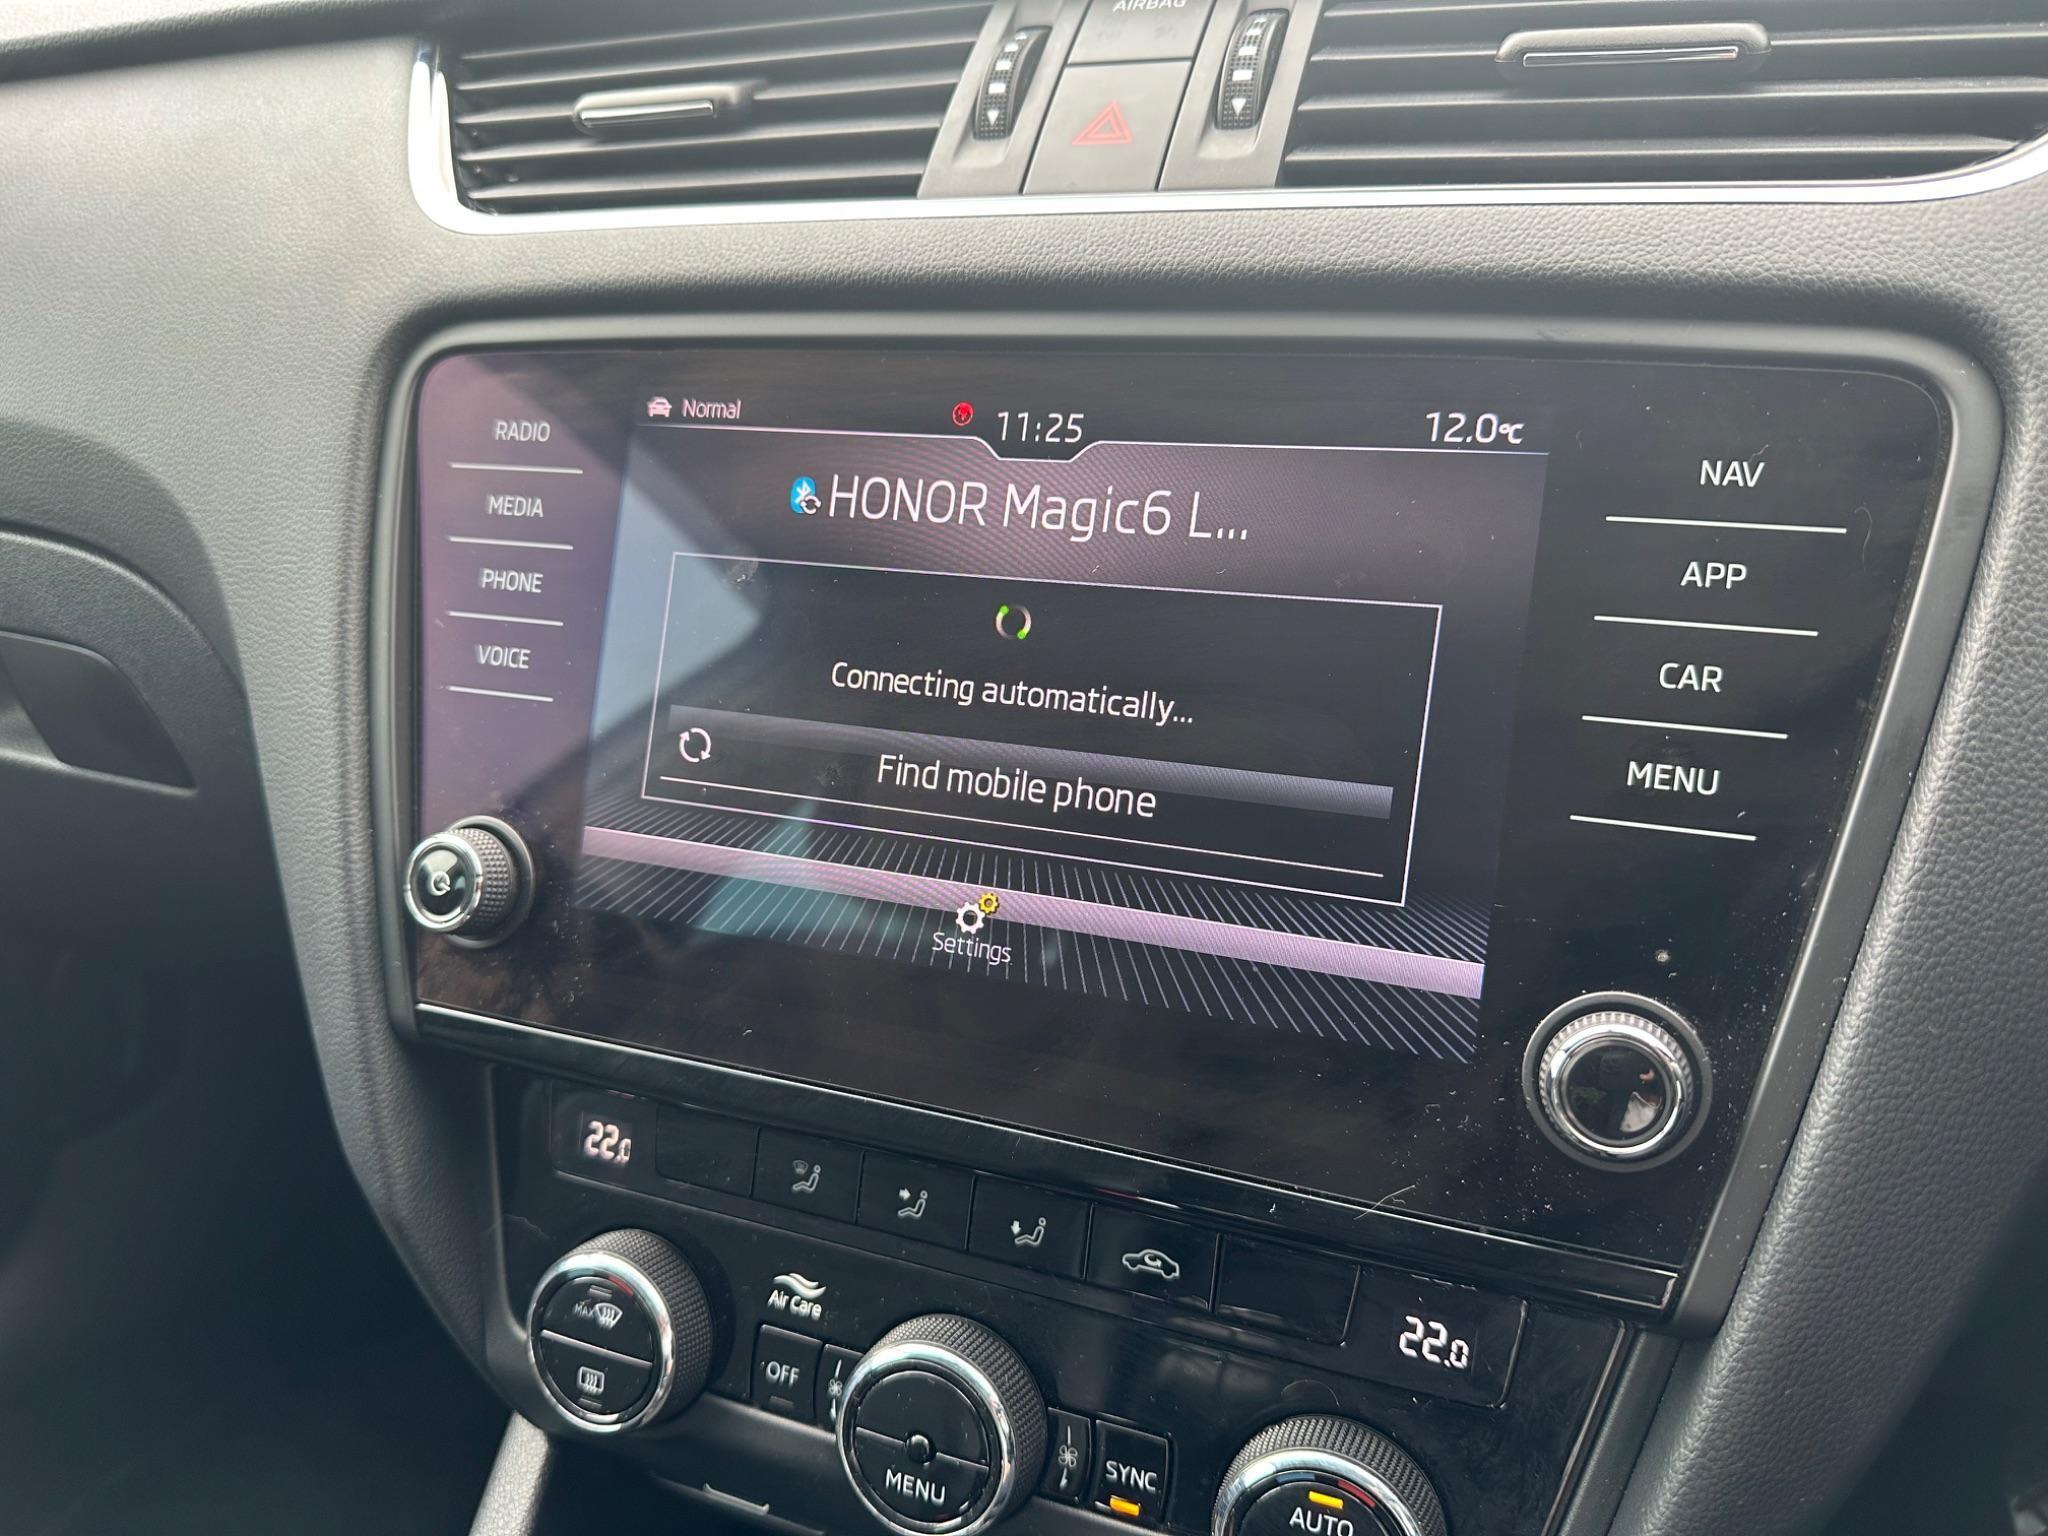 AIRBAG
Normal
11:25
12.0°C
RADIO
MEDIA
PHONE
VOICE
HONOR Magic6 L...
Connecting automatically...
Find mobile phone
Settings
NAV
APP
CAR
MENU
22.0
22.0
MAX
Air Care
OFF
MENU
SYNC
AUTO